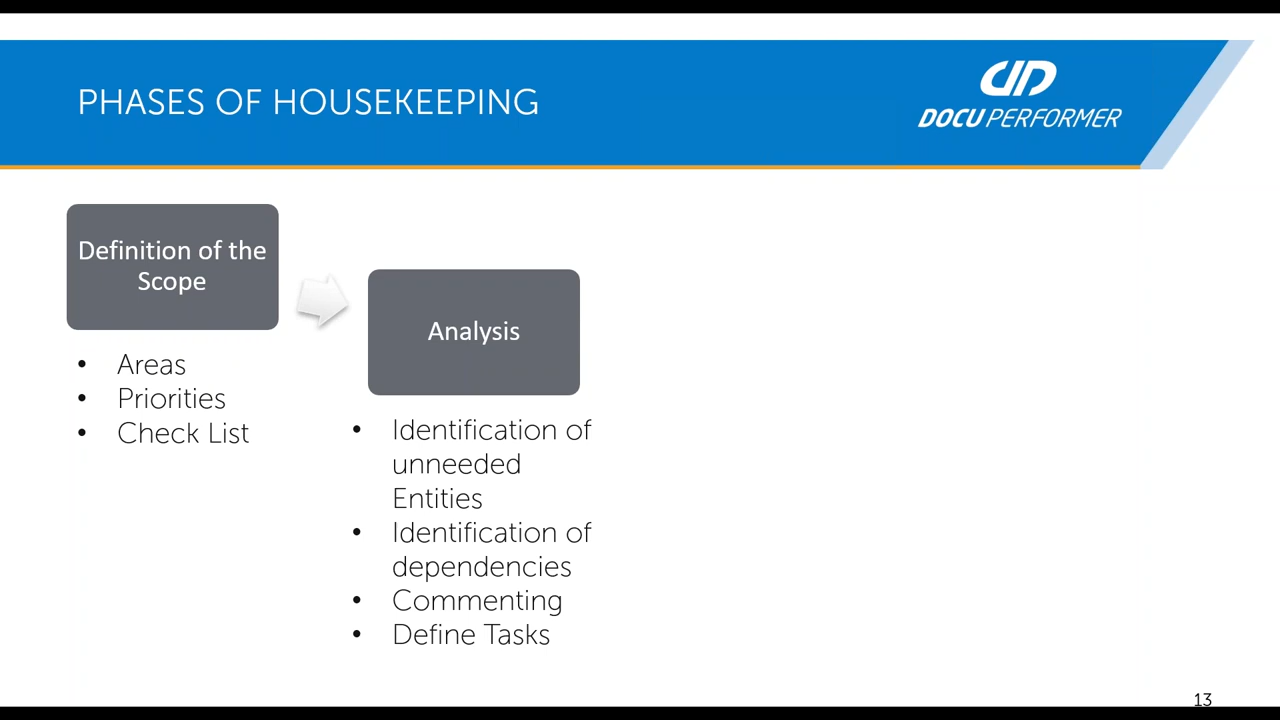 PHASES OF HOUSEKEEPING
DOCU PERFORMER
Definition of the
Scope
• Areas
• Priorities
• Check List
Analysis
• Identification of
unneeded
Entities
• Identification of
dependencies
• Commenting
• Define Tasks
13